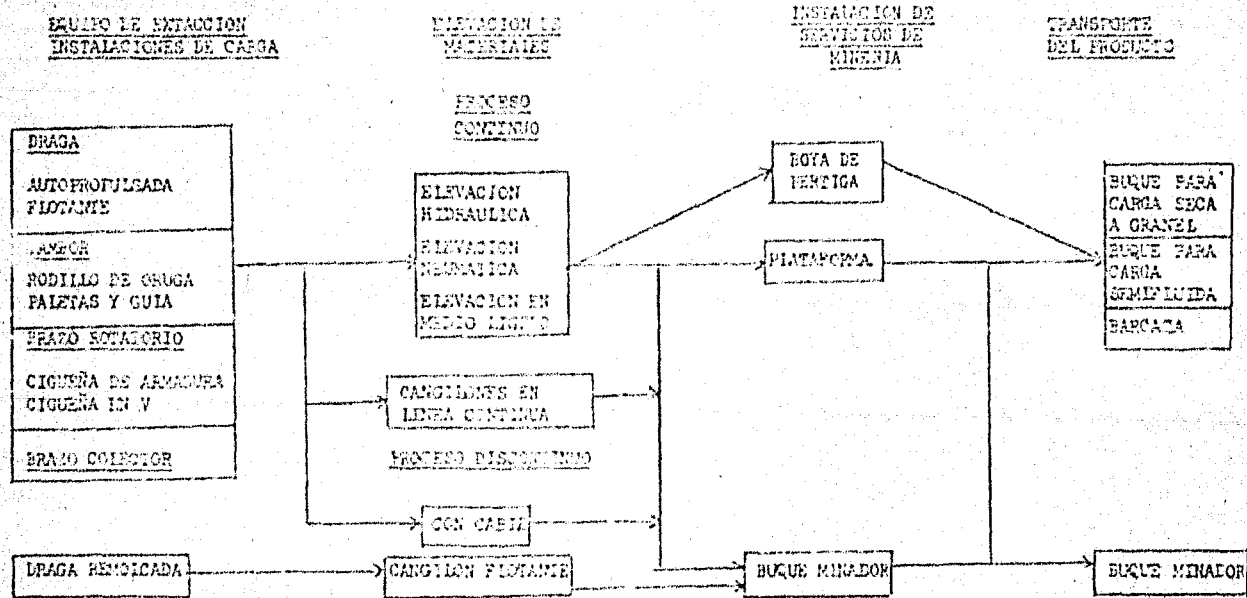 EQUIPO DE EXTACCION
INSTALACIONES DE CARGA
ELEVACION DE
MATERIALES
INSTALACION DE
SERVICIOS DE
MINERIA
TRANSPORTE
DEL PRODUCTO
PROCESO
CONTINUO
DRAGA
AUTOPROPULSADA
FLOTANTE
TAMBOR
RODILLO DE ORUGA
PALETAS Y GUIA
BRAZO ROTATORIO
CIGUEÑA DE ARMADURA
CIGUEÑA EN V
BRAZO COLECTOR
DRAGA REMOLCADA
ELEVACION
HIDRAULICA
ELEVACION
NEUMATICA
ELEVACION EN
MEDIO
CANGILONES EN
LINEA CONTINUA
PROCESO DISCONTINUO
CON CABLE
CANGILON FLOTANTE
BOYA DE
PERTIGA
PLATAFORMA
BUQUE MINADOR
BUQUE PARA
CARGA SECA
A GRANEL
BUQUE PARA
CARGA
SEMIFLUIDA
BARCAZA
BUQUE MINADOR